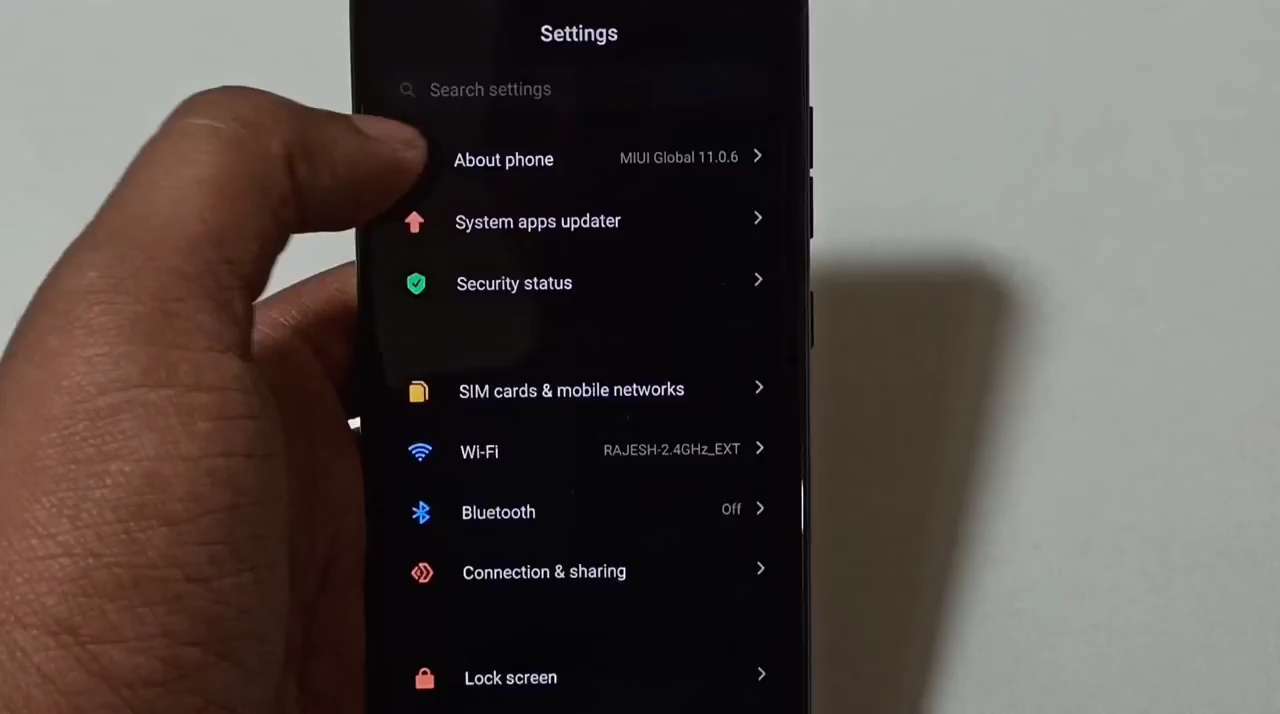 Settings
Search settings
About phone MIUI Global 11.0.6
System apps updater
Security status
SIM cards & mobile networks
Wi-Fi RAJESH-2.4GHz_EXT
Bluetooth Off
Connection & sharing
Lock screen